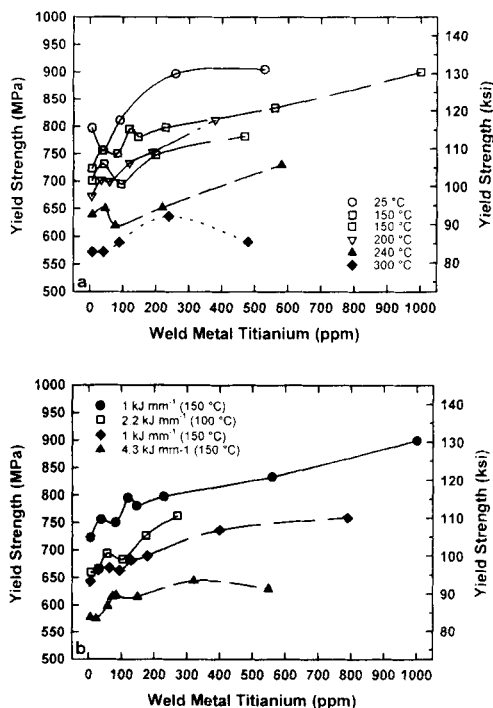 1000
950
900
850
800
750
700
650
600
550
500
Yield Strength (MPa)
140
130
120
110
100
90
80
Yield Strength (ksi)
25 °C
150 °C
150 °C
200 °C
240 °C
300 °C
a
0 100 200 300 400 500 600 700 800 900 1000
Weld Metal Titianium (ppm)
1000
950
900
850
800
750
700
650
600
550
500
Yield Strength (MPa)
140
130
120
110
100
90
80
Yield Strength (ksi)
1 kJ mm⁻¹ (150 °C)
2.2 kJ mm⁻¹ (100 °C)
1 kJ mm⁻¹ (150 °C)
4.3 kJ mm-1 (150 °C)
b
0 100 200 300 400 500 600 700 800 900 1000
Weld Metal Titianium (ppm)